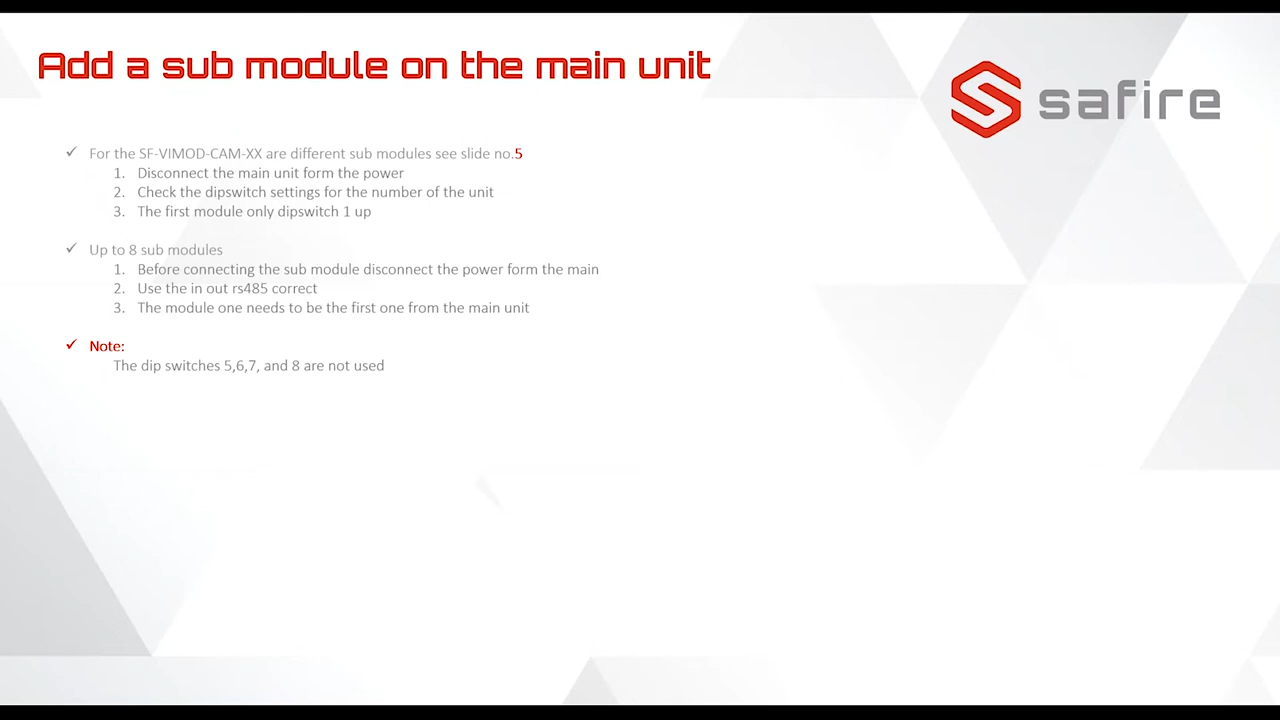 Add a sub module on the main unit
safire
✓ For the SF-VIMOD-CAM-XX are different sub modules see slide no.5
1. Disconnect the main unit form the power
2. Check the dipswitch settings for the number of the unit
3. The first module only dipswitch 1 up
✓ Up to 8 sub modules
1. Before connecting the sub module disconnect the power form the main
2. Use the in out rs485 correct
3. The module one needs to be the first one from the main unit
✓ Note:
The dip switches 5,6,7, and 8 are not used